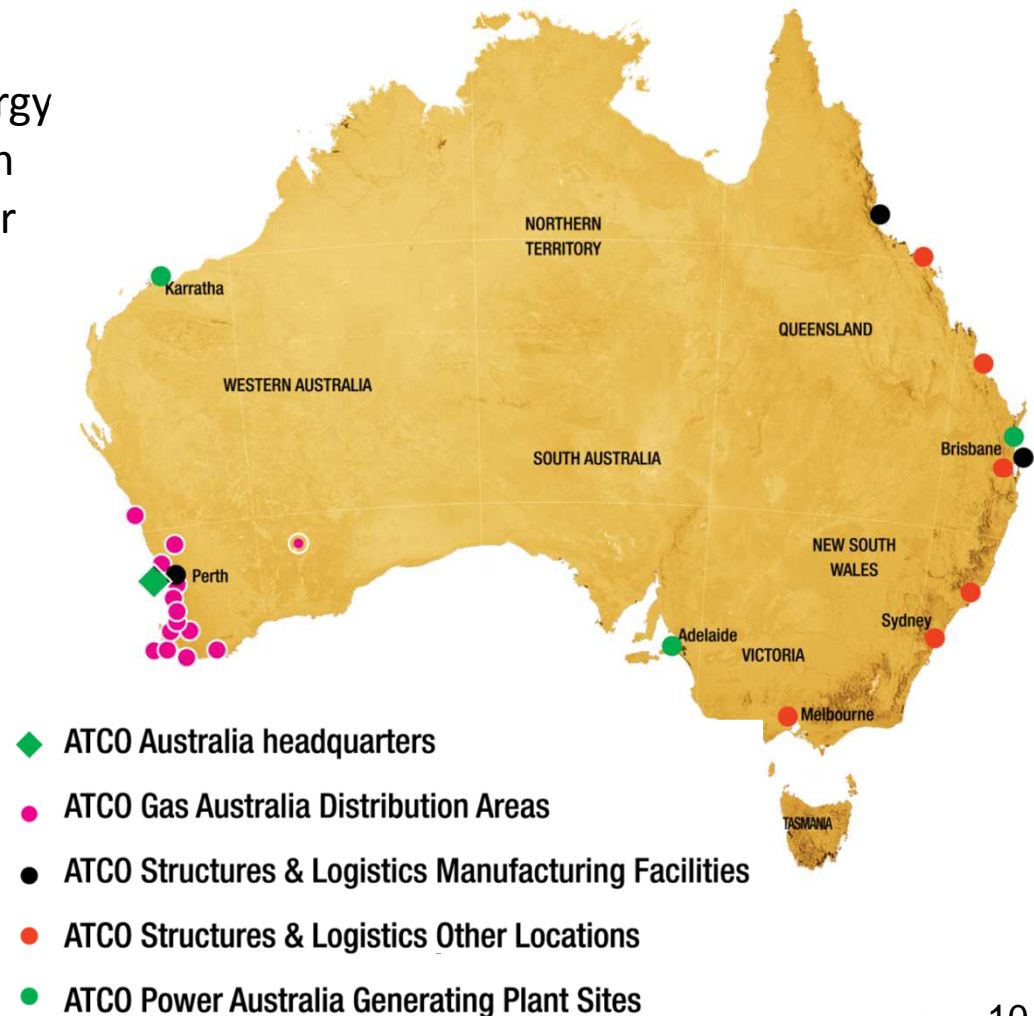 rgy
n
r
NORTHERN
TERRITORY
Karratha
QUEENSLAND
WESTERN AUSTRALIA
SOUTH AUSTRALIA
Brisbane
NEW SOUTH
WALES
Perth
Sydney
Adelaide
VICTORIA
Melbourne
TASMANIA
ATCO Australia headquarters
ATCO Gas Australia Distribution Areas
ATCO Structures & Logistics Manufacturing Facilities
ATCO Structures & Logistics Other Locations
ATCO Power Australia Generating Plant Sites
10